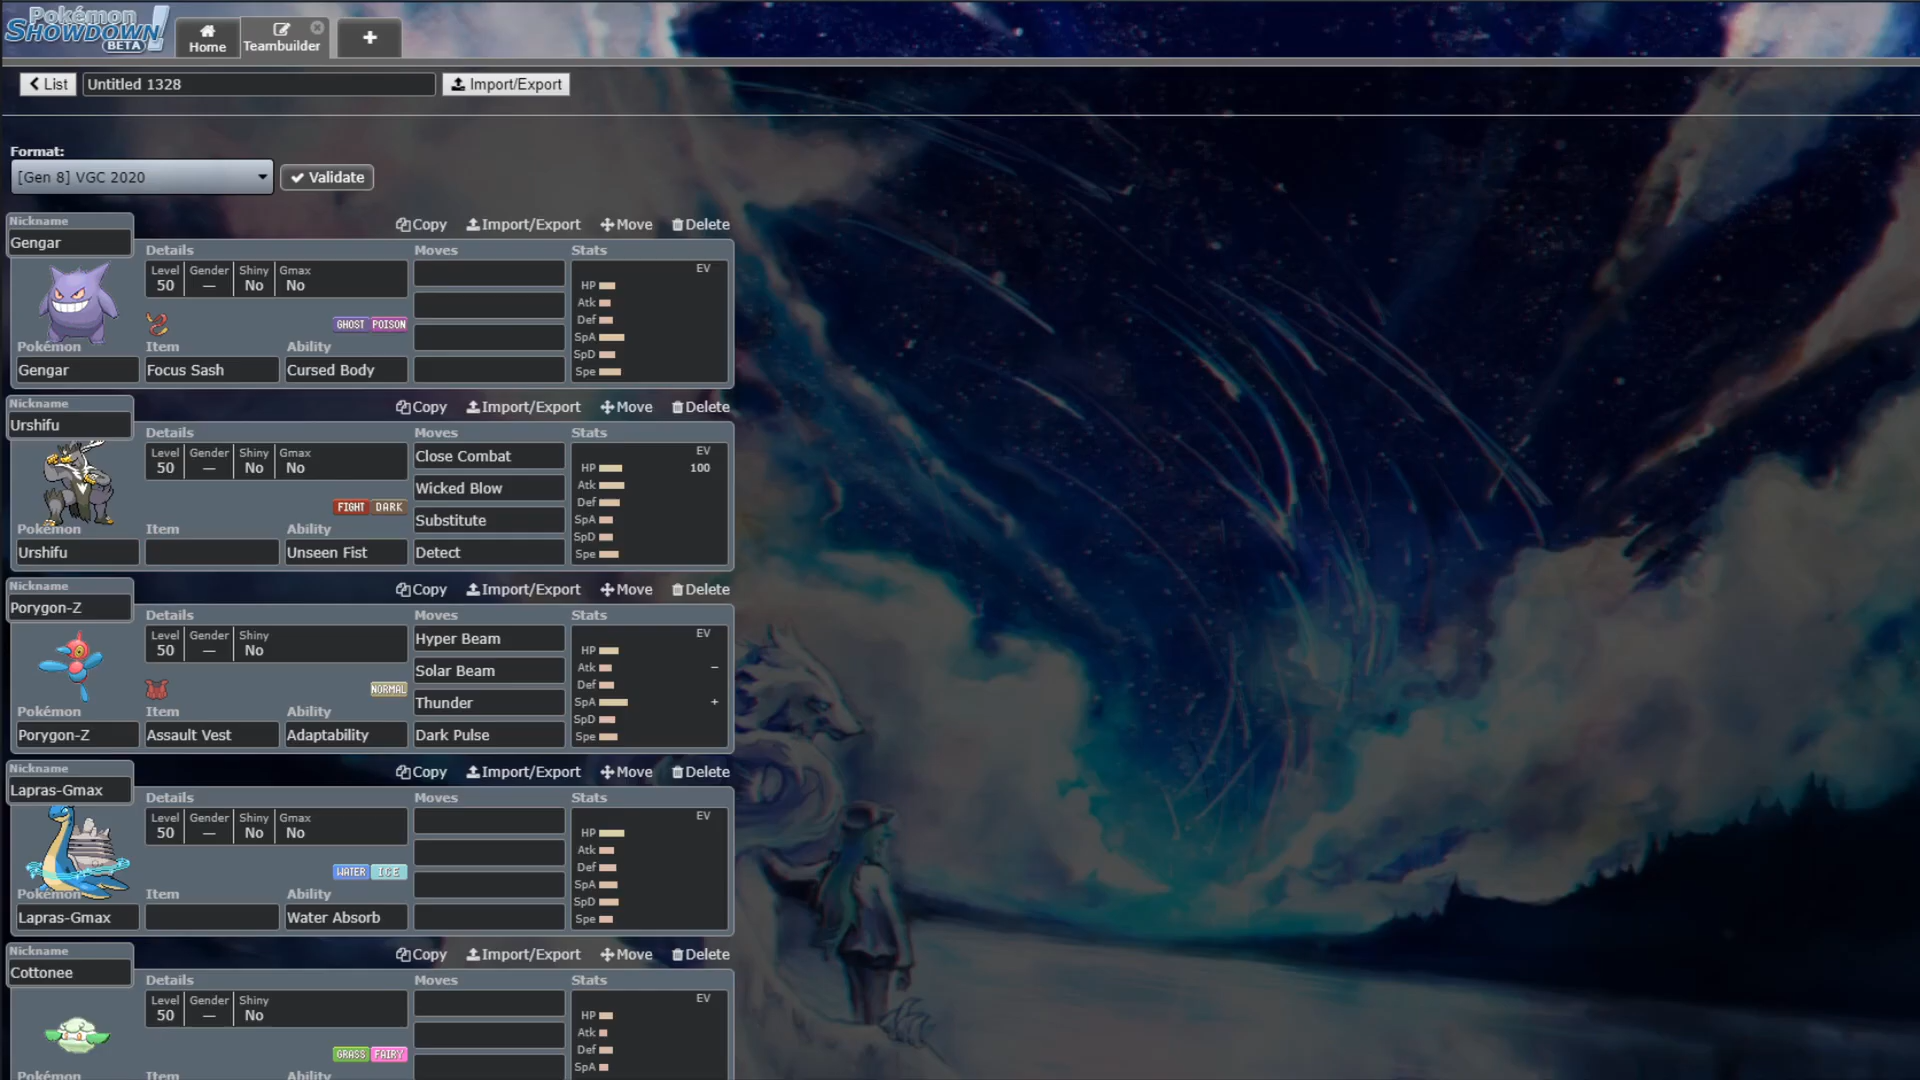 Pokémon
SHOWDOWN!
BETA
Home
Teambuilder
List
Untitled 1328
Import/Export
Format:
[Gen 8] VGC 2020
Validate
Nickname
Gengar
Copy Import/Export Move Delete
Details Moves Stats
Level Gender Shiny Gmax
50 — No No
EV
HP
Atk
Def
SpA
SpD
Spe
GHOST POISON
Pokémon Item Ability
Gengar Focus Sash Cursed Body
Nickname
Urshifu
Copy Import/Export Move Delete
Details Moves Stats
Level Gender Shiny Gmax
50 — No No
Close Combat
Wicked Blow
Substitute
Detect
EV
HP 100
Atk
Def
SpA
SpD
Spe
FIGHT DARK
Pokémon Item Ability
Urshifu Unseen Fist
Nickname
Porygon-Z
Copy Import/Export Move Delete
Details Moves Stats
Level Gender Shiny
50 — No
Hyper Beam
Solar Beam
Thunder
Dark Pulse
EV
HP
Atk −
Def
SpA +
SpD
Spe
NORMAL
Pokémon Item Ability
Porygon-Z Assault Vest Adaptability
Nickname
Lapras-Gmax
Copy Import/Export Move Delete
Details Moves Stats
Level Gender Shiny Gmax
50 — No No
EV
HP
Atk
Def
SpA
SpD
Spe
WATER ICE
Pokémon Item Ability
Lapras-Gmax Water Absorb
Nickname
Cottonee
Copy Import/Export Move Delete
Details Moves Stats
Level Gender Shiny
50 — No
EV
HP
Atk
Def
SpA
GRASS FAIRY
Pokémon Item Ability